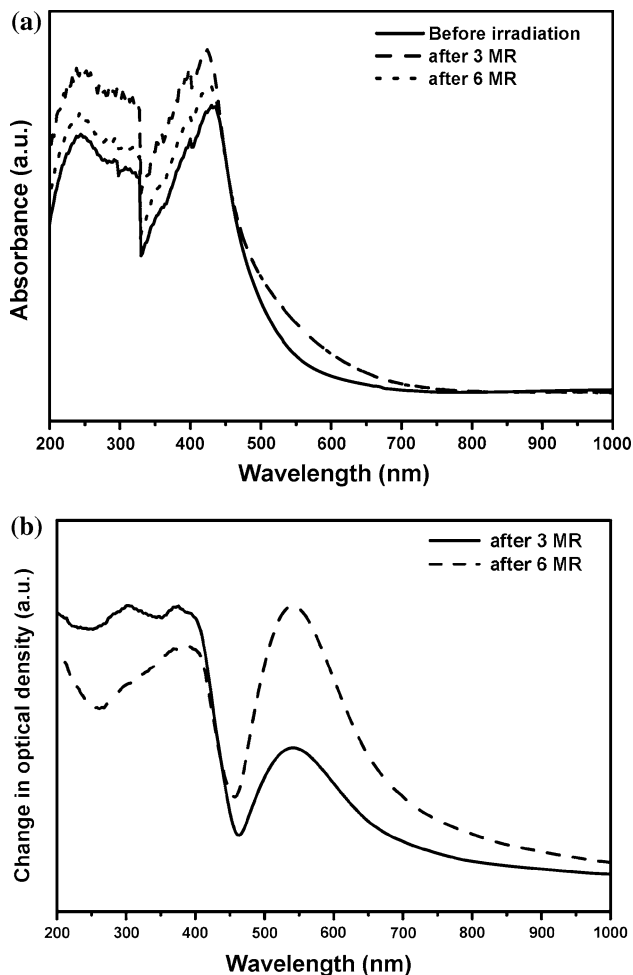 (a)
Before irradiation
after 3 MR
after 6 MR
Absorbance (a.u.)
200 300 400 500 600 700 800 900 1000
Wavelength (nm)
(b)
after 3 MR
after 6 MR
Change in optical density (a.u.)
200 300 400 500 600 700 800 900 1000
Wavelength (nm)